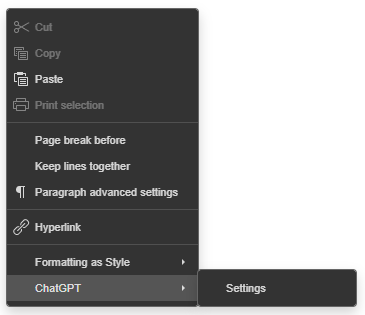 Cut
Copy
Paste
Print selection
Page break before
Keep lines together
Paragraph advanced settings
Hyperlink
Formatting as Style
ChatGPT
Settings